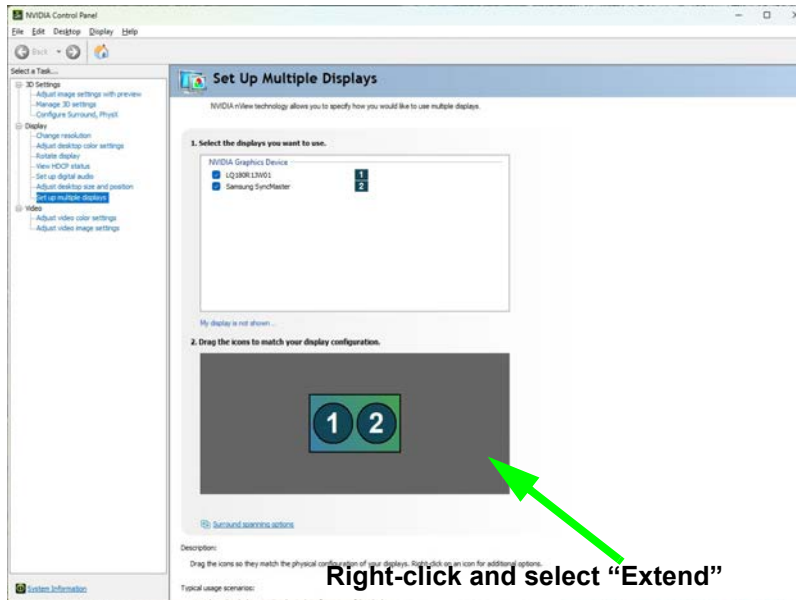 NVIDIA Control Panel
File Edit Desktop Display Help
Back
Select a Task...
3D Settings
Adjust image settings with preview
Manage 3D settings
Configure Surround, PhysX
Display
Change resolution
Adjust desktop color settings
Rotate display
View HDCP status
Set up digital audio
Adjust desktop size and position
Set up multiple displays
Video
Adjust video color settings
Adjust video image settings
System Information
Set Up Multiple Displays
NVIDIA nView technology allows you to specify how you would like to use multiple displays.
1. Select the displays you want to use.
NVIDIA Graphics Device
LQ180R13W01 1
Samsung SyncMaster 2
My display is not shown...
2. Drag the icons to match your display configuration.
1 2
Surround spanning options
Description:
Drag the icons so they match the physical configuration of your displays. Right-click on an icon for additional options.
Right-click and select “Extend”
Typical usage scenarios: